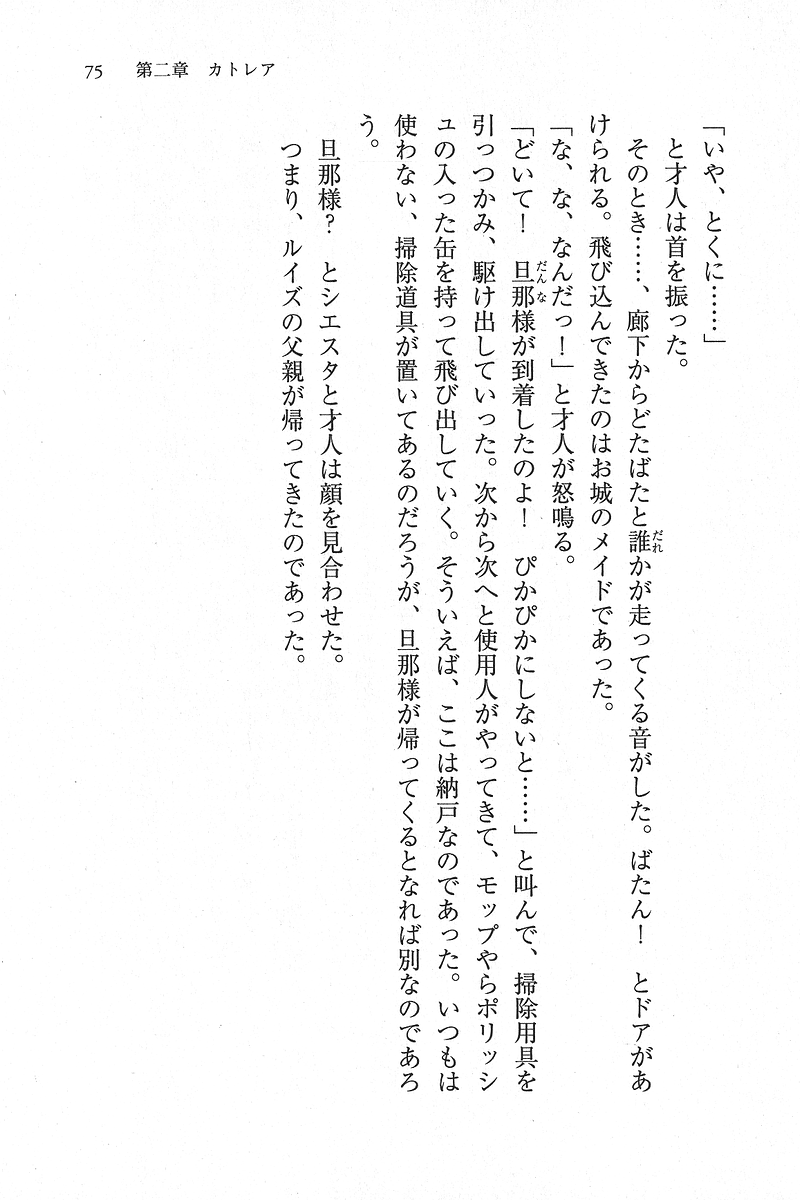 75　第二章　カトレア
「いや、とくに……」
　と才人は首を振った。
　そのとき……、廊下からどたばたと誰かが走ってくる音がした。ばたん！　とドアがあ
けられる。飛び込んできたのはお城のメイドであった。
「な、な、なんだっ！」と才人が怒鳴る。
「どいて！　旦那様が到着したのよ！　ぴかぴかにしないと……」と叫んで、掃除用具を
引っつかみ、駆け出していった。次から次へと使用人がやってきて、モップやらポリッシ
ュの入った缶を持って飛び出していく。そういえば、ここは納戸なのであった。いつもは
使わない、掃除道具が置いてあるのだろうが、旦那様が帰ってくるとなれば別なのであろ
う。
　旦那様？　とシエスタと才人は顔を見合わせた。
　つまり、ルイズの父親が帰ってきたのであった。